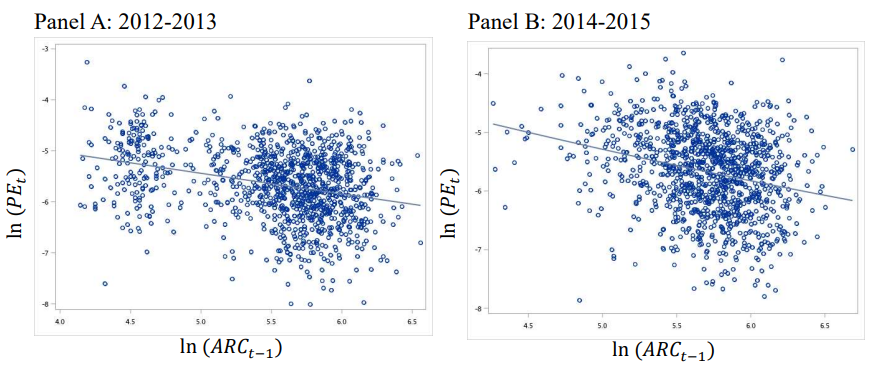 Panel A: 2012-2013
-3
-4
-5
-6
-7
-8
ln (PE_t)
4.0 4.5 5.0 5.5 6.0 6.5
ln (ARC_{t−1})
Panel B: 2014-2015
-4
-5
-6
-7
-8
ln (PE_t)
4.5 5.0 5.5 6.0 6.5
ln (ARC_{t−1})